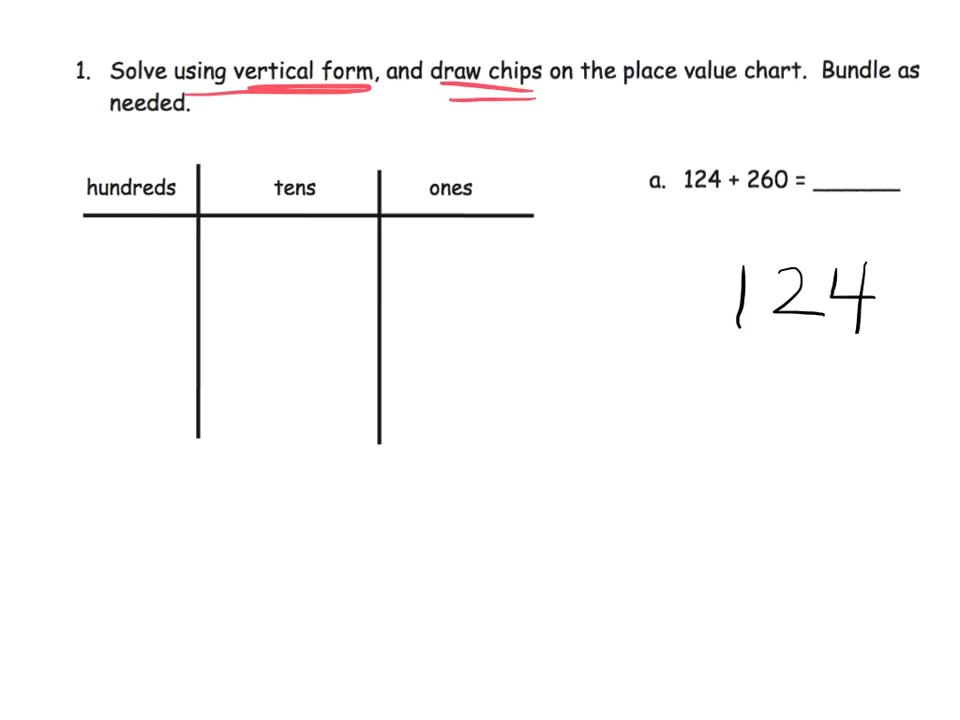 1. Solve using vertical form, and draw chips on the place value chart. Bundle as
needed.
hundreds tens ones
a. 124 + 260 = ______
124